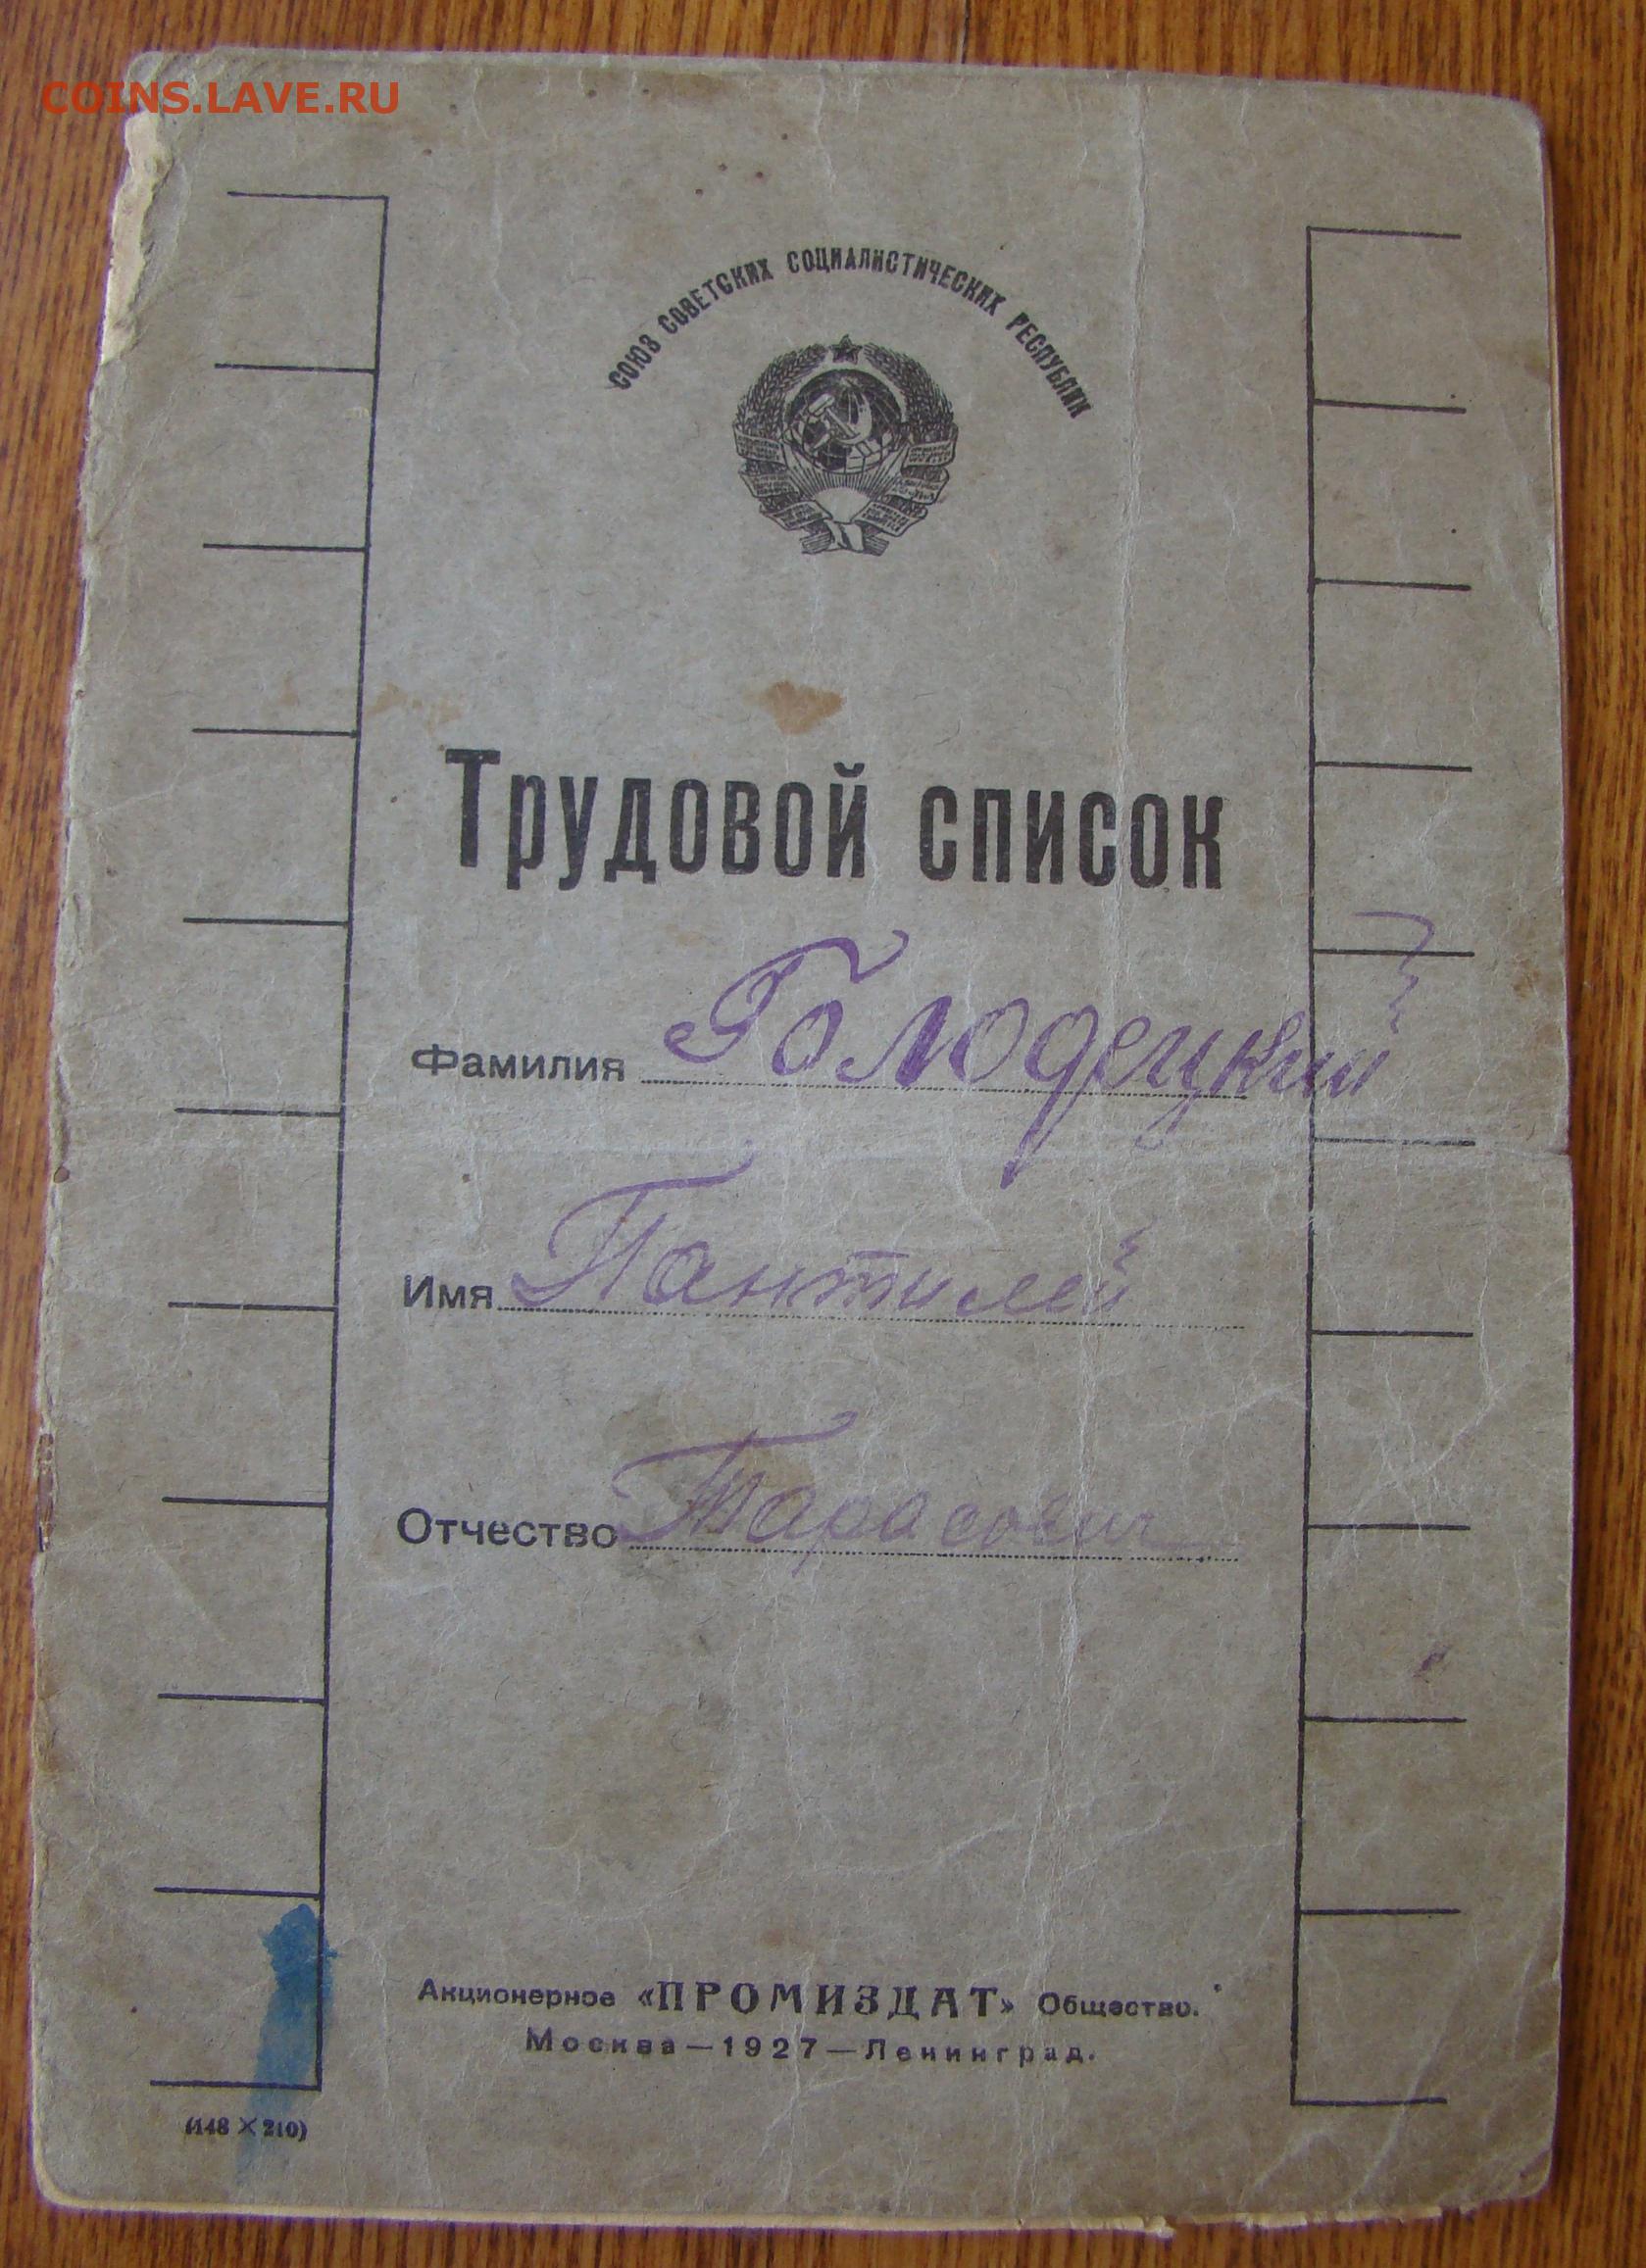 COINS.LAVE.RU
СОЮЗ СОВЕТСКИХ СОЦИАЛИСТИЧЕСКИХ РЕСПУБЛИК
Трудовой список
Фамилия Голодецкий
Имя Пантилей
Отчество Тарасович
Акционерное «ПРОМИЗДАТ» Общество.
Москва—1927—Ленинград.
(148 × 210)